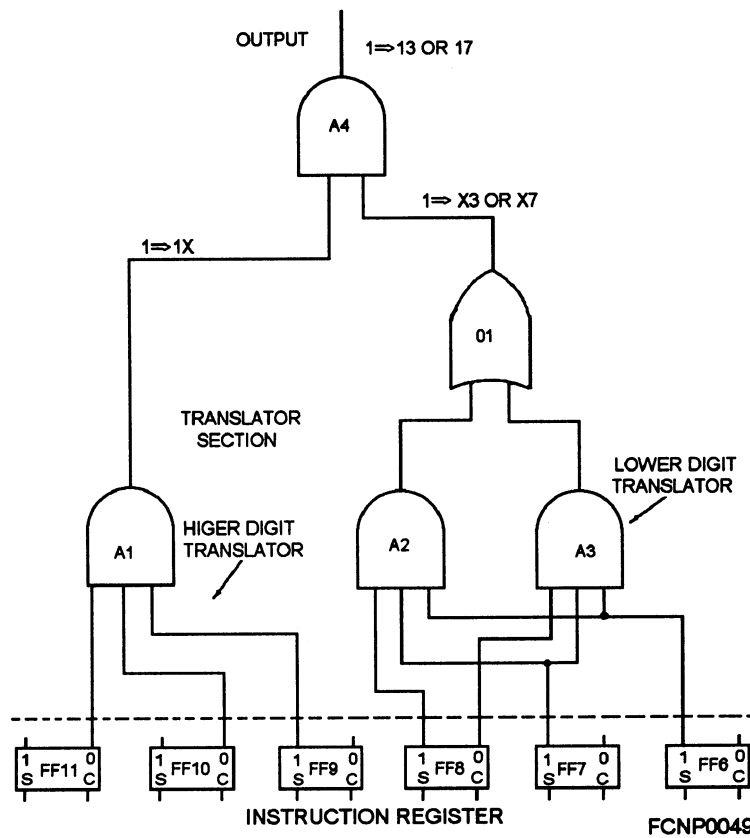 OUTPUT
1⇒13 OR 17
A4
1⇒ X3 OR X7
1⇒1X
01
TRANSLATOR
SECTION
LOWER DIGIT
TRANSLATOR
HIGER DIGIT
TRANSLATOR
A1
A2
A3
1 0
S FF11 C
1 0
S FF10 C
1 0
S FF9 C
1 0
S FF8 C
1 0
S FF7 C
1 0
S FF6 C
INSTRUCTION REGISTER
FCNP0049